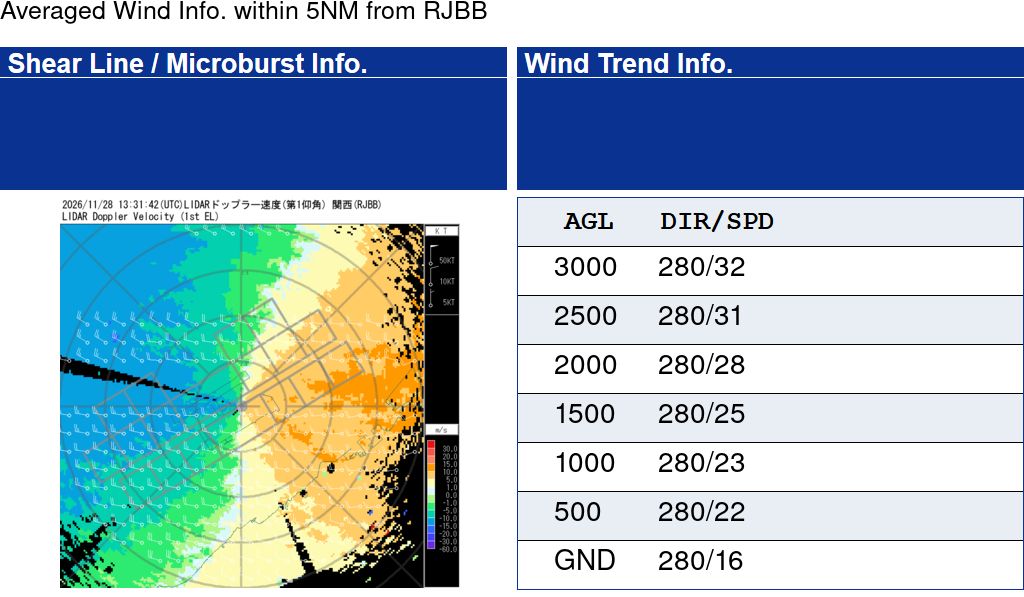 Averaged Wind Info. within 5NM from RJBB
Shear Line / Microburst Info.
Wind Trend Info.
2026/11/28 13:31:42(UTC)LIDARドップラー速度(第1仰角) 関西(RJBB)
LIDAR Doppler Velocity (1st EL)
KT
50KT
10KT
5KT
m/s
30.0
20.0
15.0
10.0
5.0
1.0
0.0
-1.0
-5.0
-10.0
-15.0
-20.0
-30.0
-60.0
AGL DIR/SPD
3000 280/32
2500 280/31
2000 280/28
1500 280/25
1000 280/23
500 280/22
GND 280/16